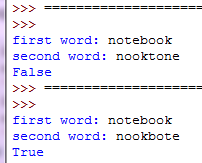 >>> ======================
>>>
first word: notebook
second word: nooktone
False
>>> ======================
>>>
first word: notebook
second word: nookbote
True